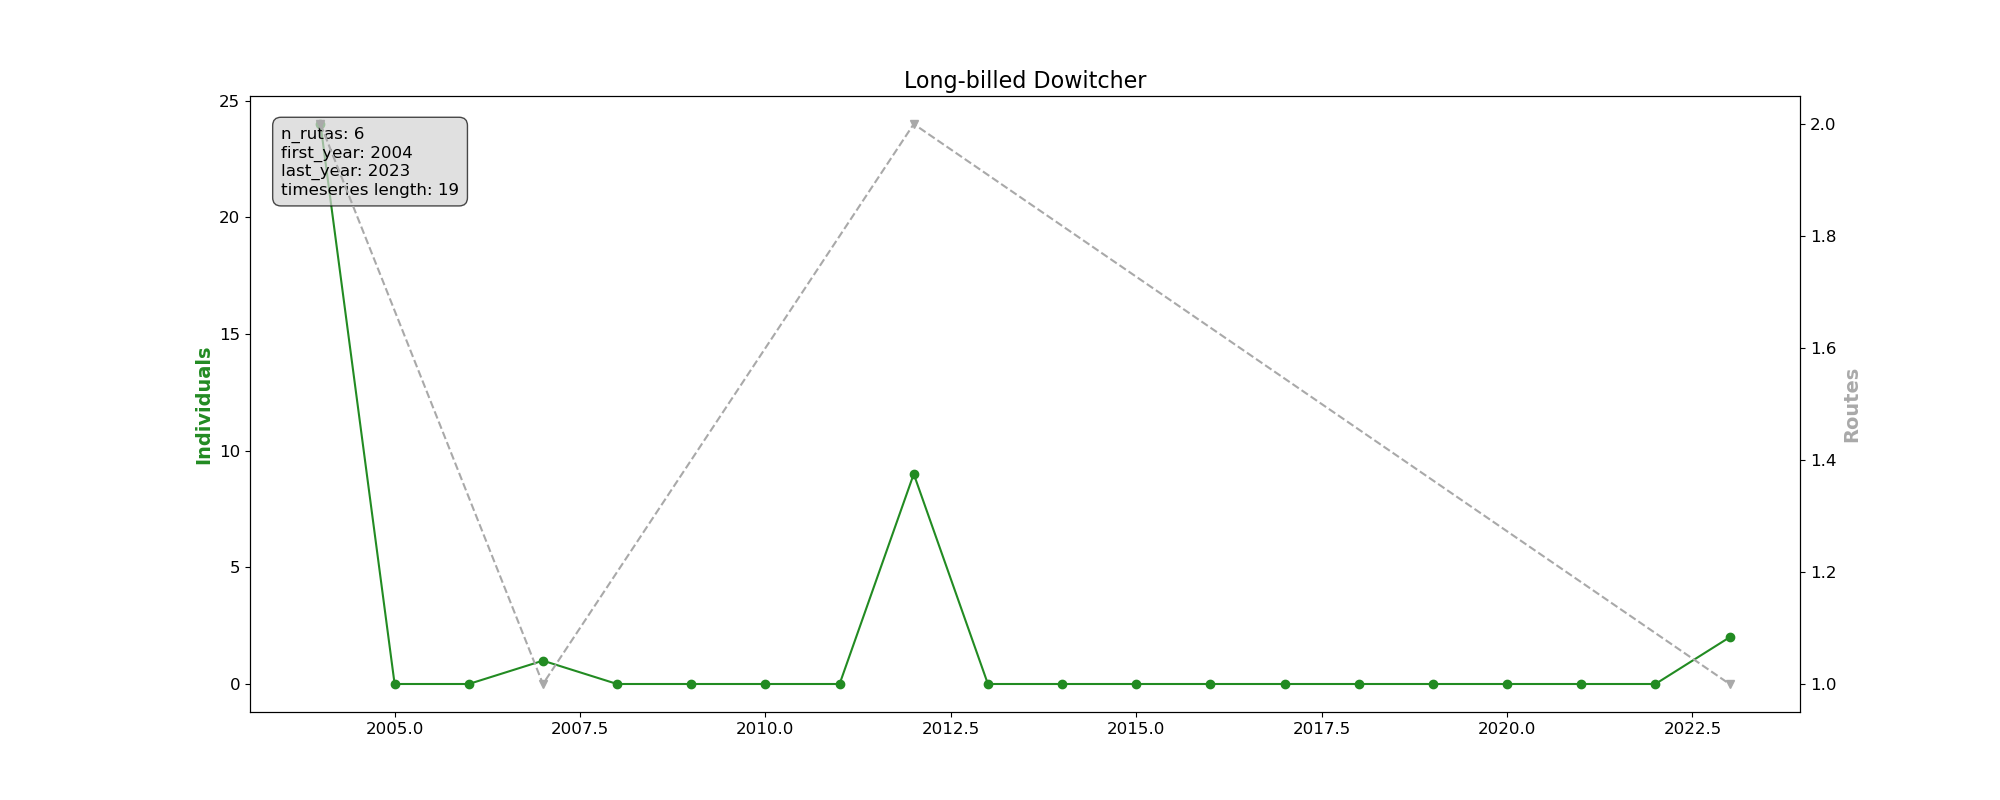 Long-billed Dowitcher
n_rutas: 6
first_year: 2004
last_year: 2023
timeseries length: 19
Individuals
25
20
15
10
5
0
2.0
1.8
1.6
1.4
1.2
1.0
Routes
2005.0 2007.5 2010.0 2012.5 2015.0 2017.5 2020.0 2022.5